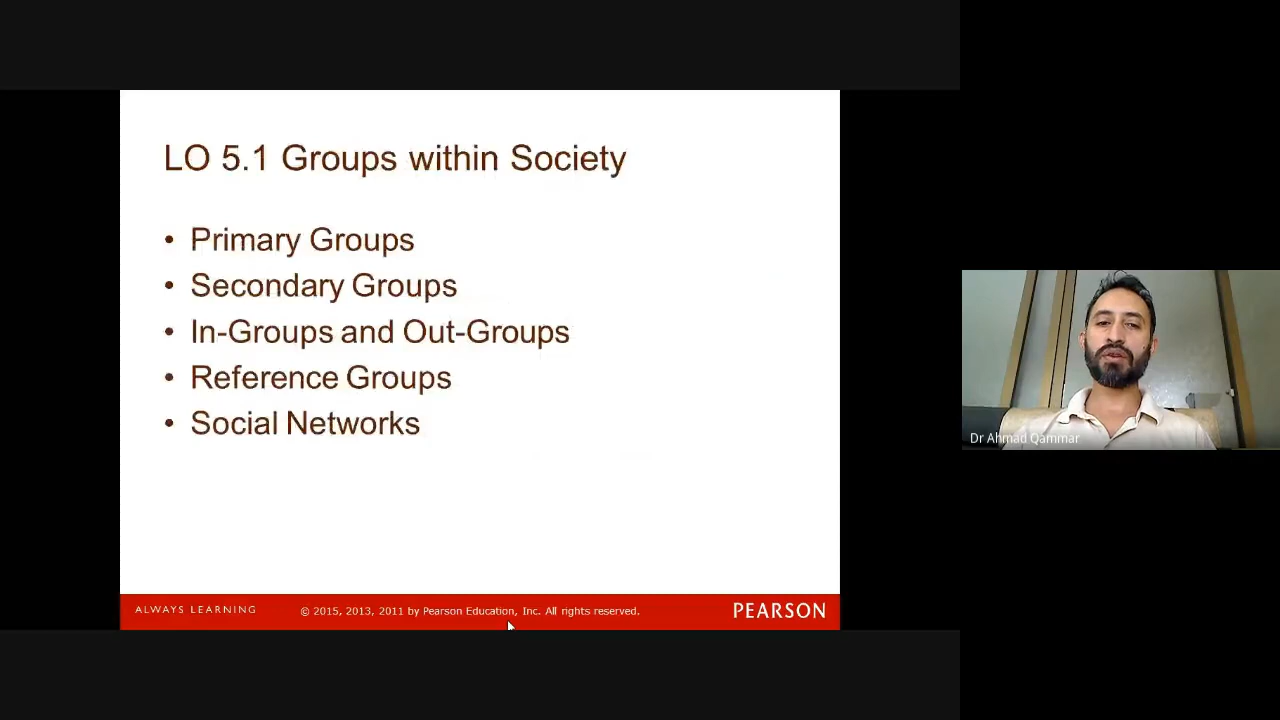 LO 5.1 Groups within Society
• Primary Groups
• Secondary Groups
• In-Groups and Out-Groups
• Reference Groups
• Social Networks
ALWAYS LEARNING
© 2015, 2013, 2011 by Pearson Education, Inc. All rights reserved.
PEARSON
Dr Ahmad Qammar